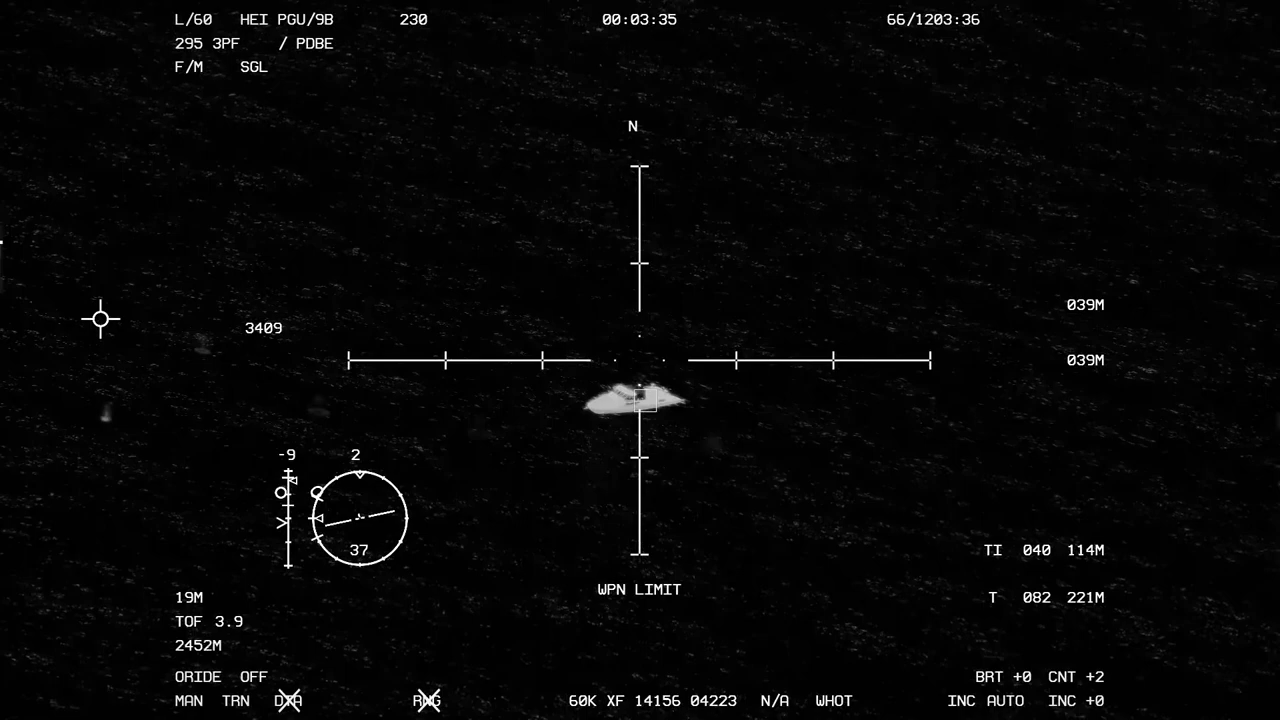 L/60 HEI PGU/9B 230 00:03:35 66/1203:36
295 3PF / PDBE
F/M SGL
N
039M
3409
039M
-9 2
37
TI 040 114M
WPN LIMIT
19M T 082 221M
TOF 3.9
2452M
ORIDE OFF BRT +0 CNT +2
MAN TRN DTA RNG 60K XF 14156 04223 N/A WHOT INC AUTO INC +0